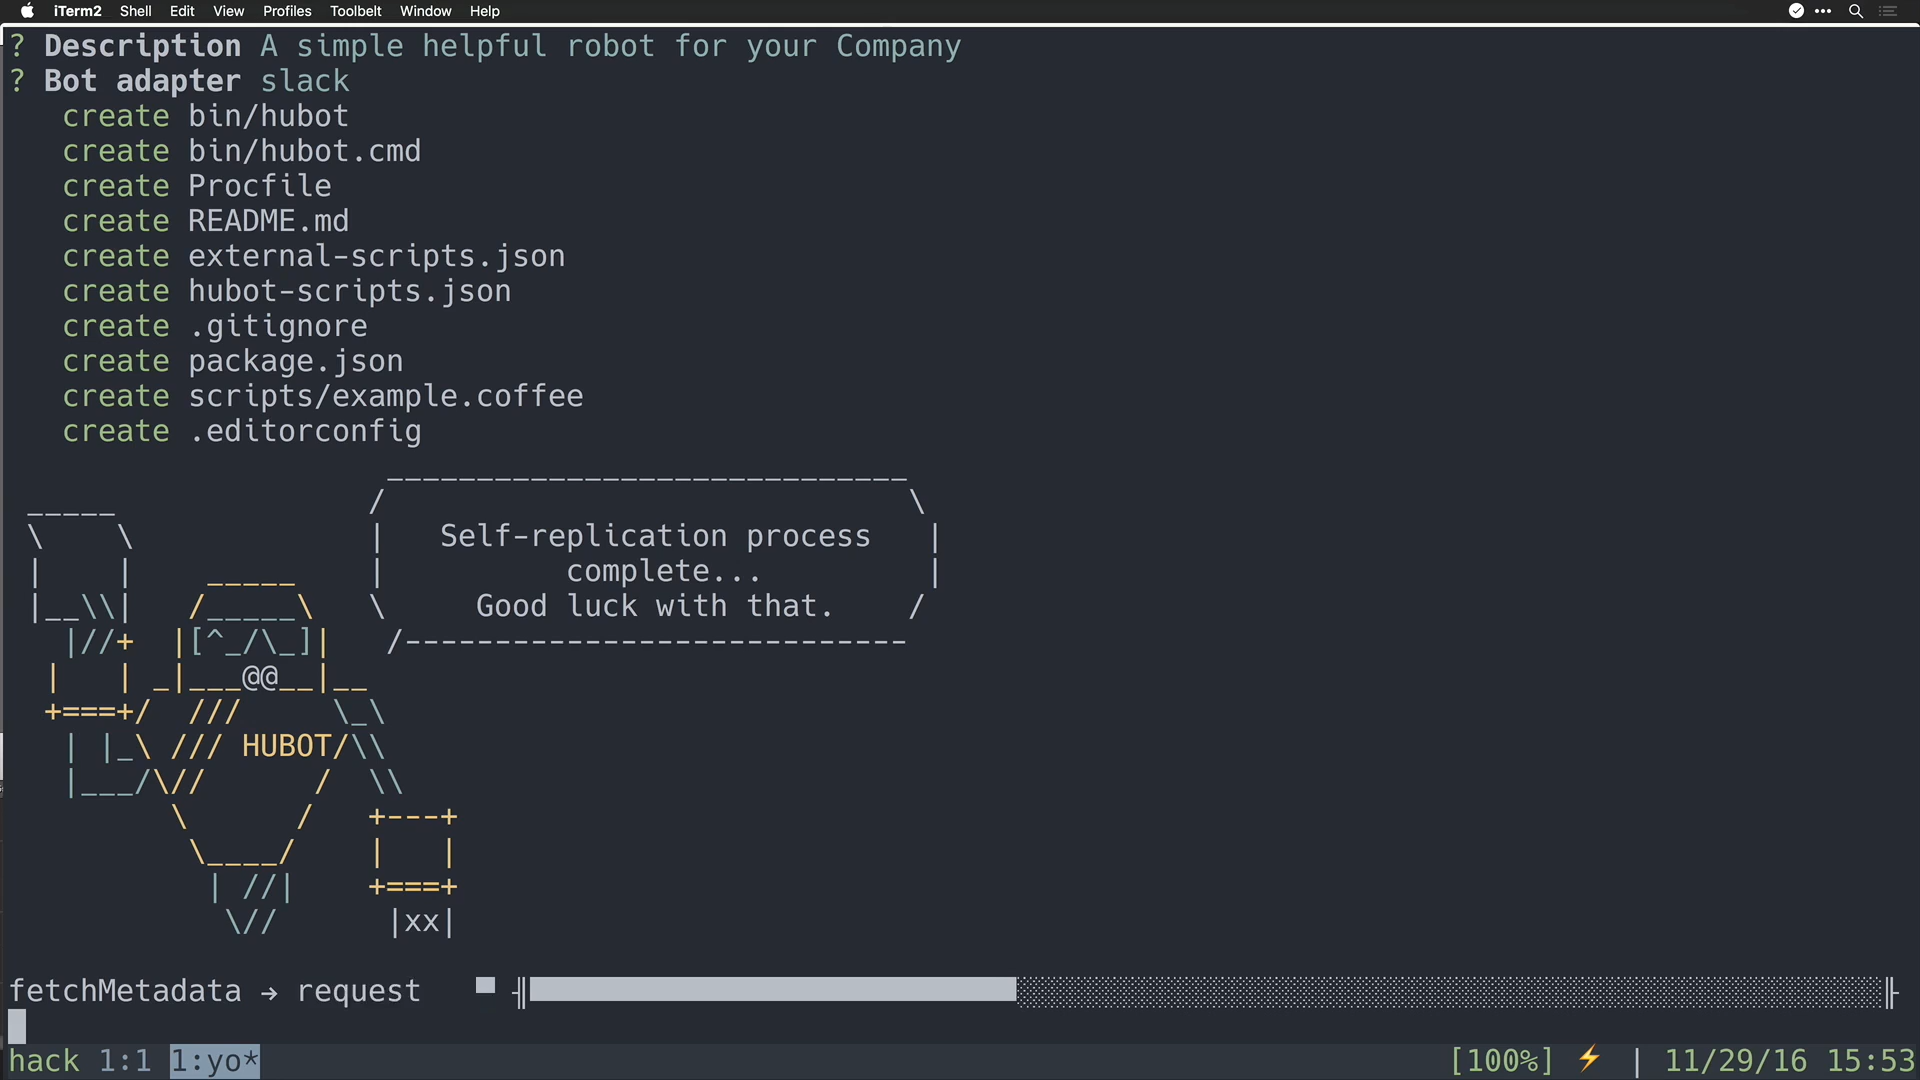 iTerm2 Shell Edit View Profiles Toolbelt Window Help
? Description A simple helpful robot for your Company
? Bot adapter slack
create bin/hubot
create bin/hubot.cmd
create Procfile
create README.md
create external-scripts.json
create hubot-scripts.json
create .gitignore
create package.json
create scripts/example.coffee
create .editorconfig
Self-replication process
complete...
Good luck with that.
@@
HUBOT
|xx|
fetchMetadata → request
hack 1:1 1:yo* [100%] ⚡ | 11/29/16 15:53